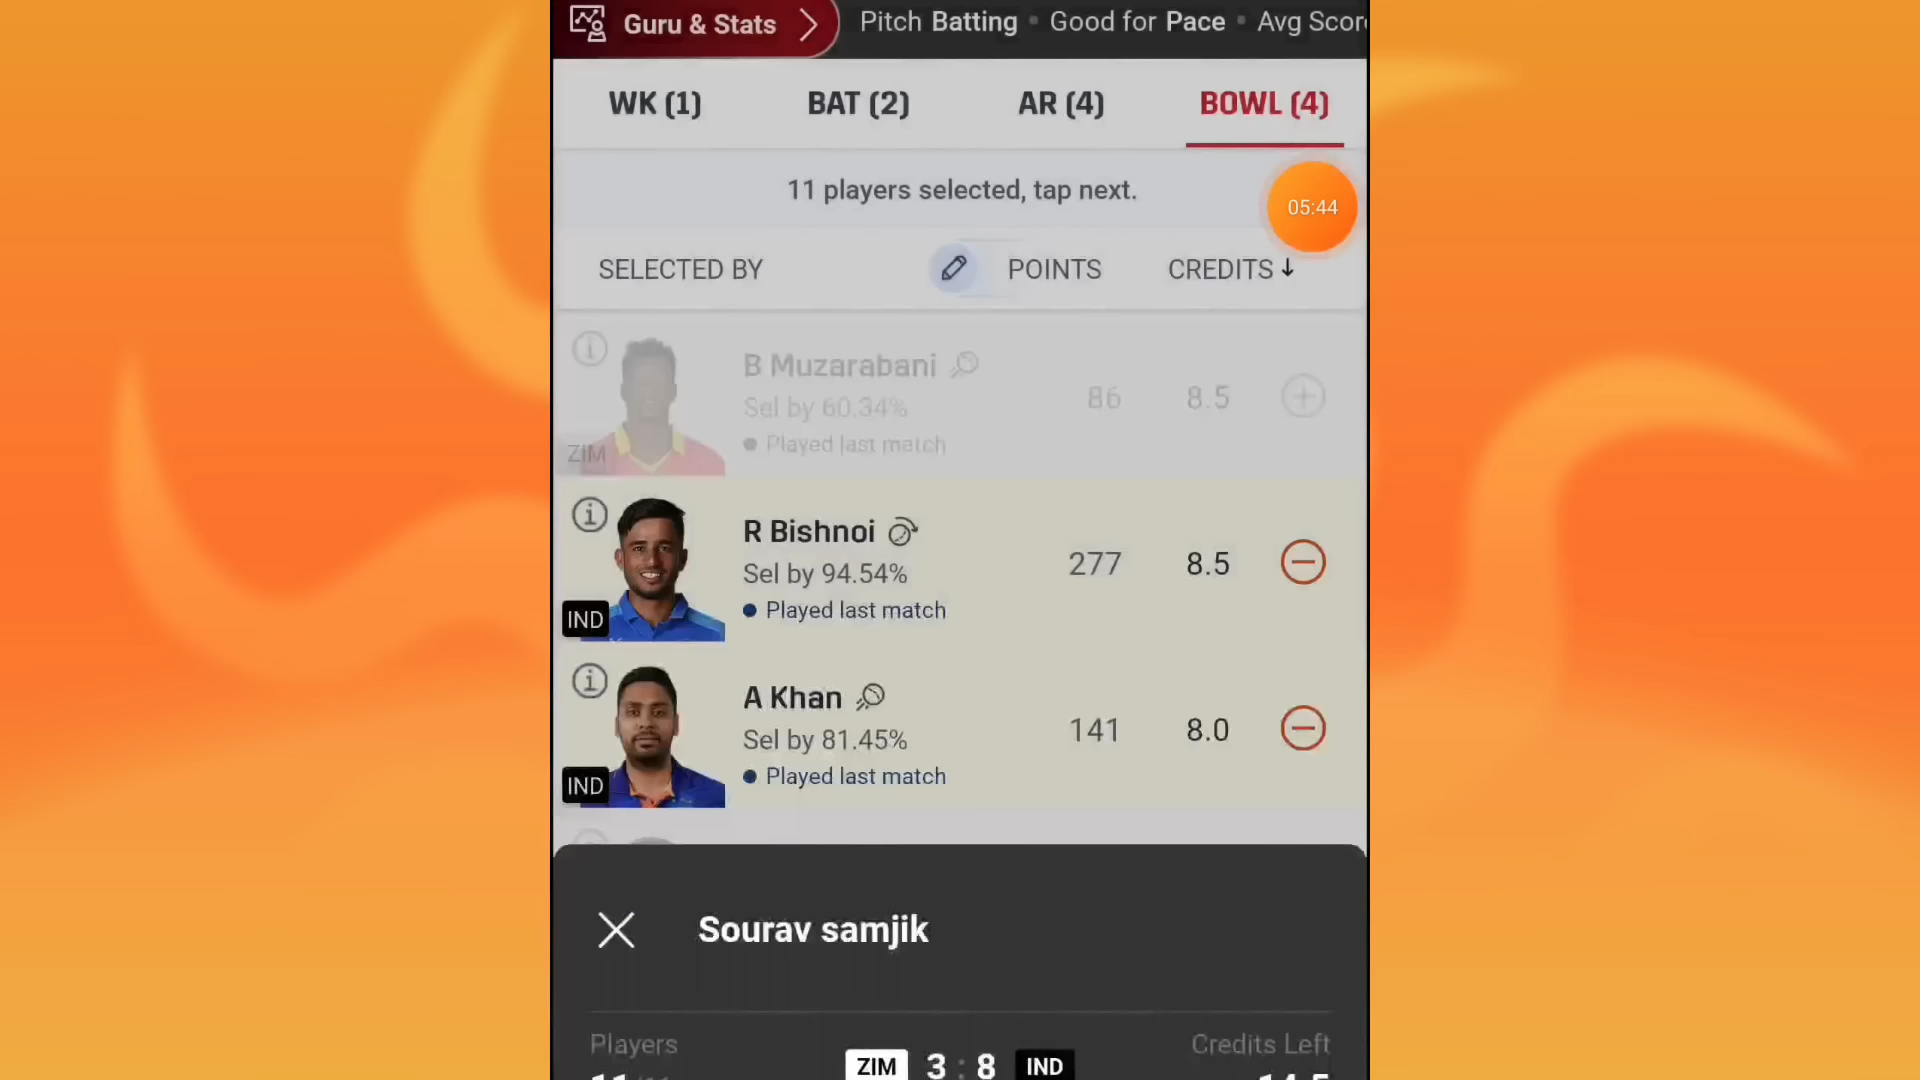 Guru & Stats
Pitch Batting • Good for Pace • Avg Scor
WK (1) BAT (2) AR (4) BOWL (4)
11 players selected, tap next.
05:44
SELECTED BY POINTS CREDITS ↓
B Muzarabani
Sel by 60.34%
Played last match
86 8.5
ZIM
R Bishnoi
Sel by 94.54%
Played last match
277 8.5
IND
A Khan
Sel by 81.45%
Played last match
141 8.0
IND
Sourav samjik
Players Credits Left
ZIM 3 : 8 IND